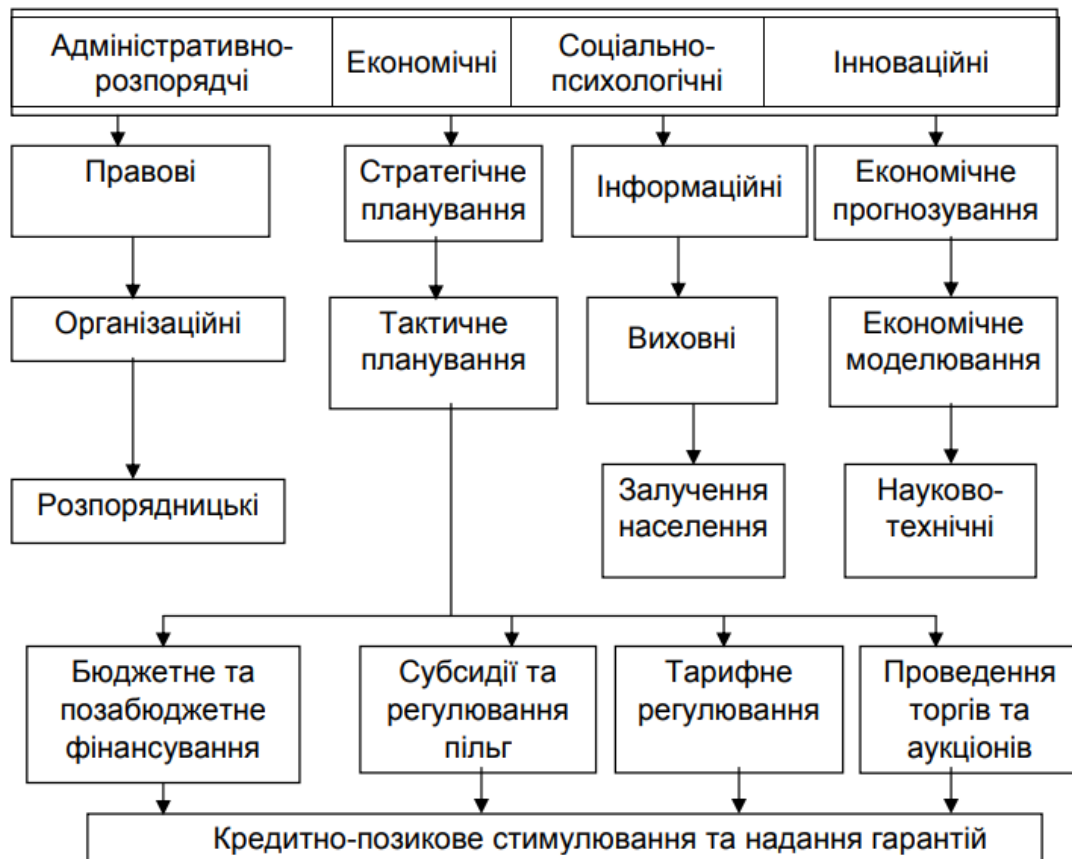 Адміністративно-
розпорядчі
Економічні
Соціально-
психологічні
Інноваційні
Правові
Стратегічне
планування
Інформаційні
Економічне
прогнозування
Організаційні
Тактичне
планування
Виховні
Економічне
моделювання
Розпорядницькі
Залучення
населення
Науково-
технічні
Бюджетне та
позабюджетне
фінансування
Субсидії та
регулювання
пільг
Тарифне
регулювання
Проведення
торгів та
аукціонів
Кредитно-позикове стимулювання та надання гарантій